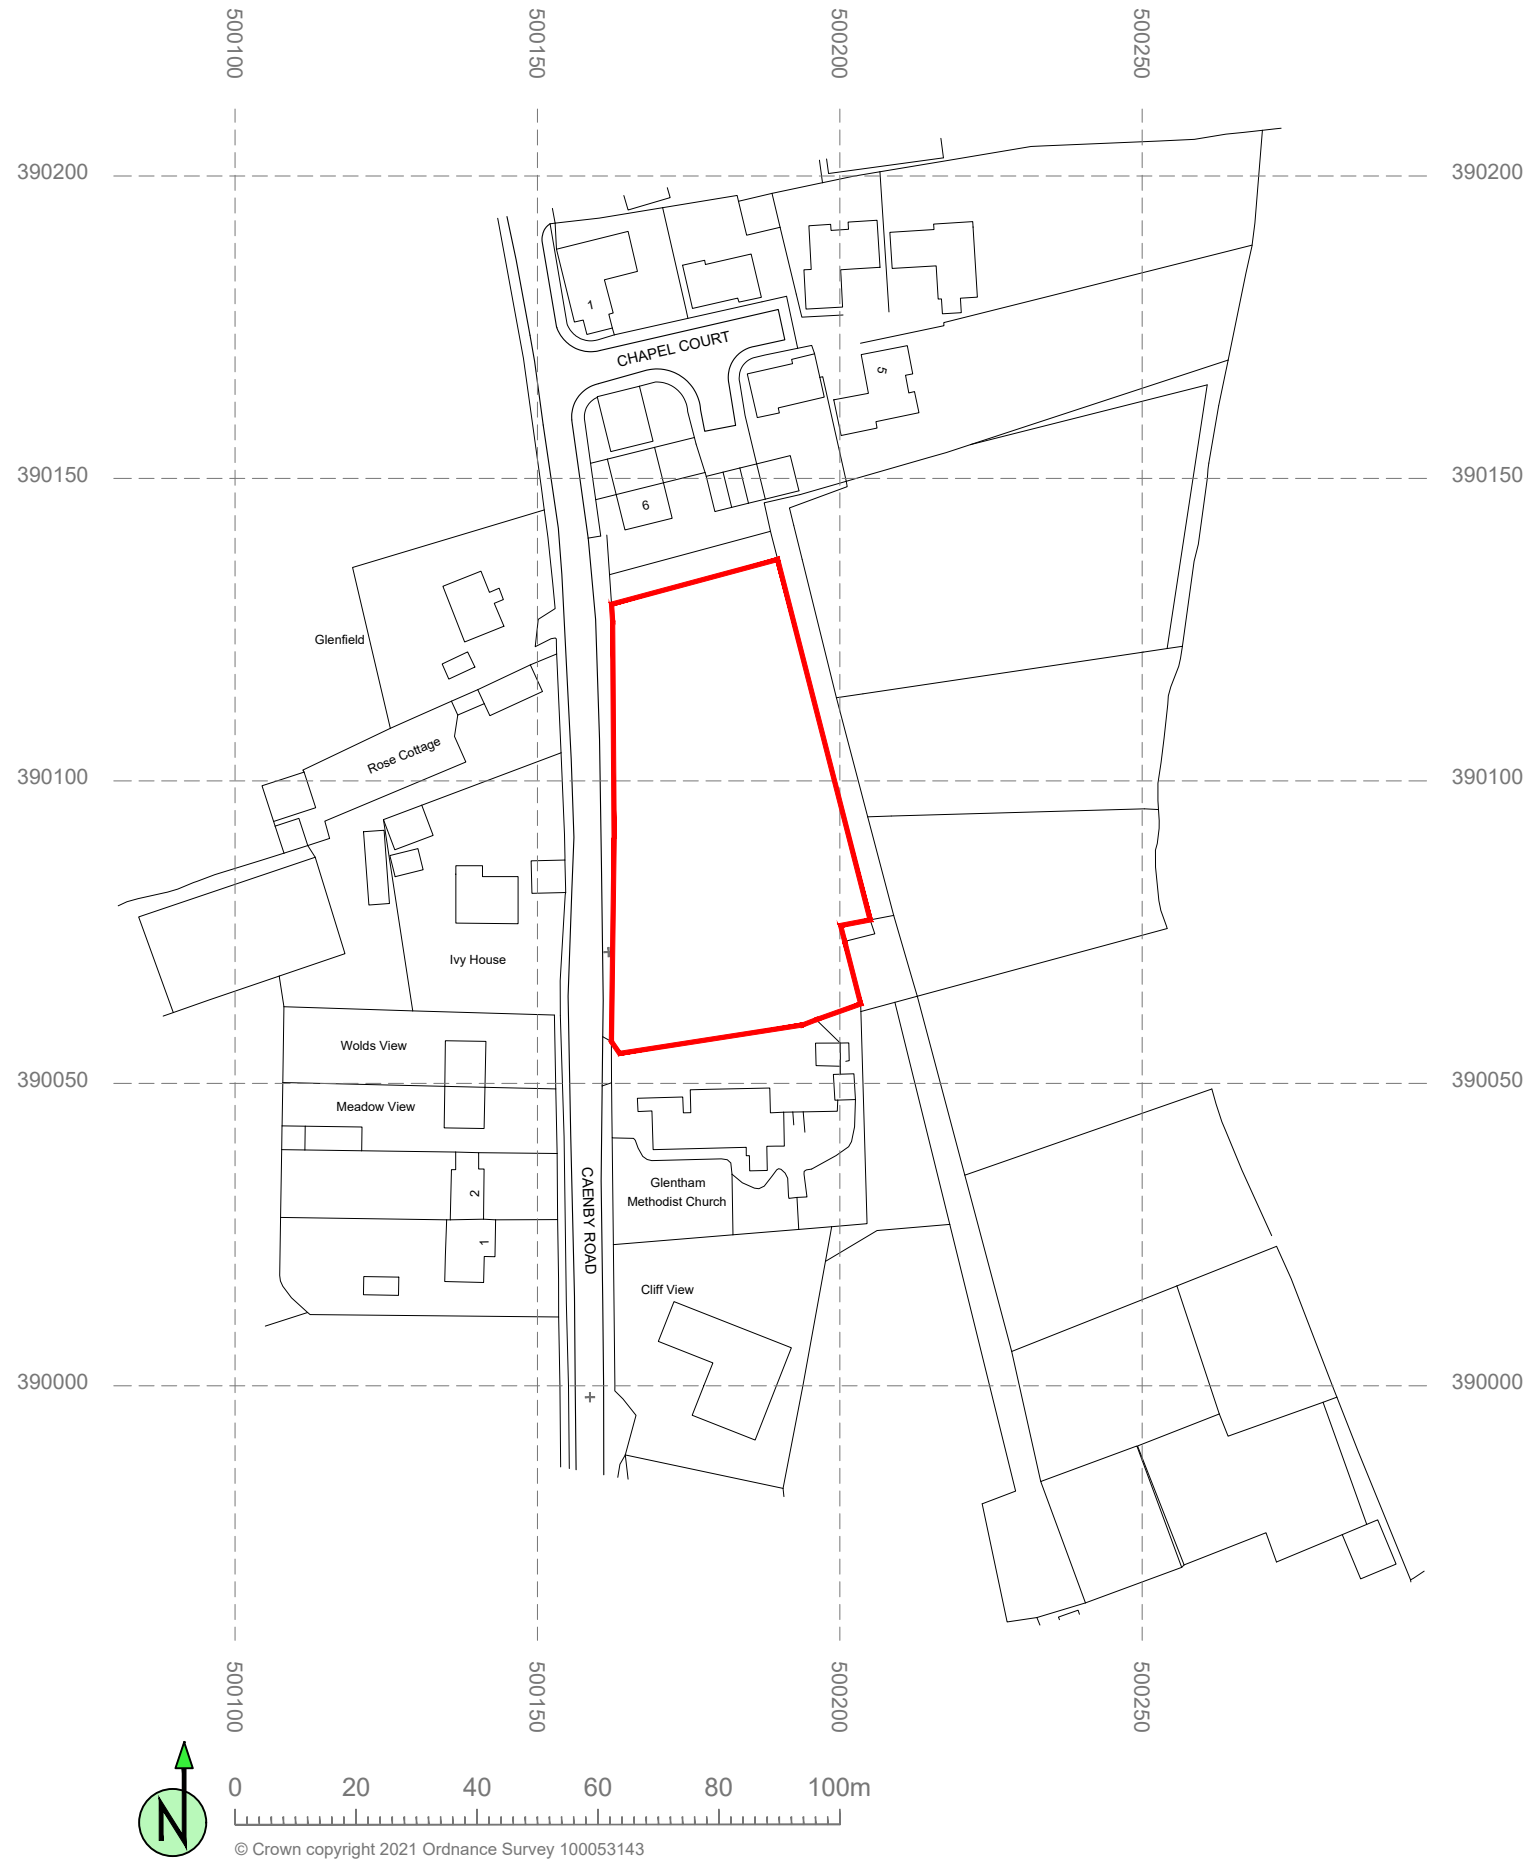 500100
500150
500200
500250
390200
390200
1
CHAPEL COURT
5
390150
390150
6
Glenfield
Rose Cottage
390100
390100
Ivy House
Wolds View
390050
390050
Meadow View
2
1
CAENBY ROAD
Glentham
Methodist Church
Cliff View
390000
390000
500100
500150
500200
500250
N
0 20 40 60 80 100m
© Crown copyright 2021 Ordnance Survey 100053143